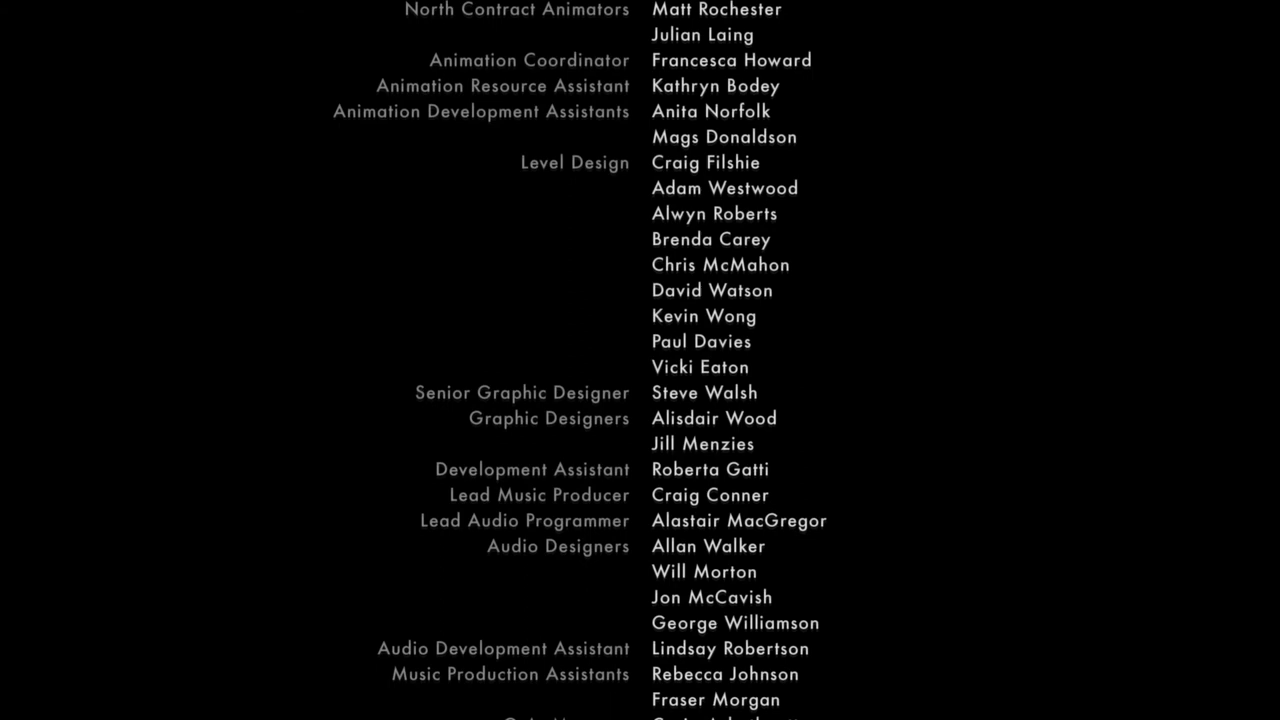 North Contract Animators Matt Rochester
Julian Laing
Animation Coordinator Francesca Howard
Animation Resource Assistant Kathryn Bodey
Animation Development Assistants Anita Norfolk
Mags Donaldson
Level Design Craig Filshie
Adam Westwood
Alwyn Roberts
Brenda Carey
Chris McMahon
David Watson
Kevin Wong
Paul Davies
Vicki Eaton
Senior Graphic Designer Steve Walsh
Graphic Designers Alisdair Wood
Jill Menzies
Development Assistant Roberta Gatti
Lead Music Producer Craig Conner
Lead Audio Programmer Alastair MacGregor
Audio Designers Allan Walker
Will Morton
Jon McCavish
George Williamson
Audio Development Assistant Lindsay Robertson
Music Production Assistants Rebecca Johnson
Fraser Morgan